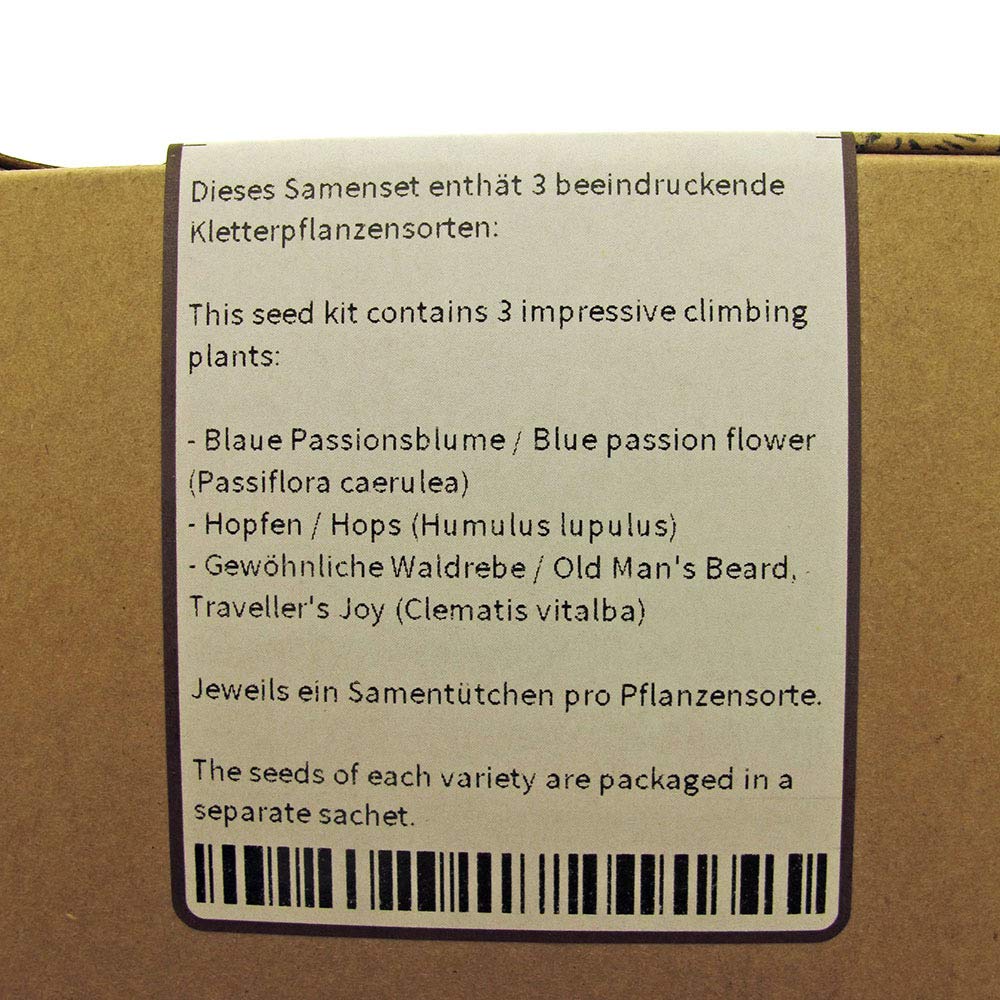 Dieses Samenset enthät 3 beeindruckende
Kletterpflanzensorten:
This seed kit contains 3 impressive climbing
plants:
- Blaue Passionsblume / Blue passion flower
(Passiflora caerulea)
- Hopfen / Hops (Humulus lupulus)
- Gewöhnliche Waldrebe / Old Man's Beard,
Traveller's Joy (Clematis vitalba)
Jeweils ein Samentütchen pro Pflanzensorte.
The seeds of each variety are packaged in a
separate sachet.